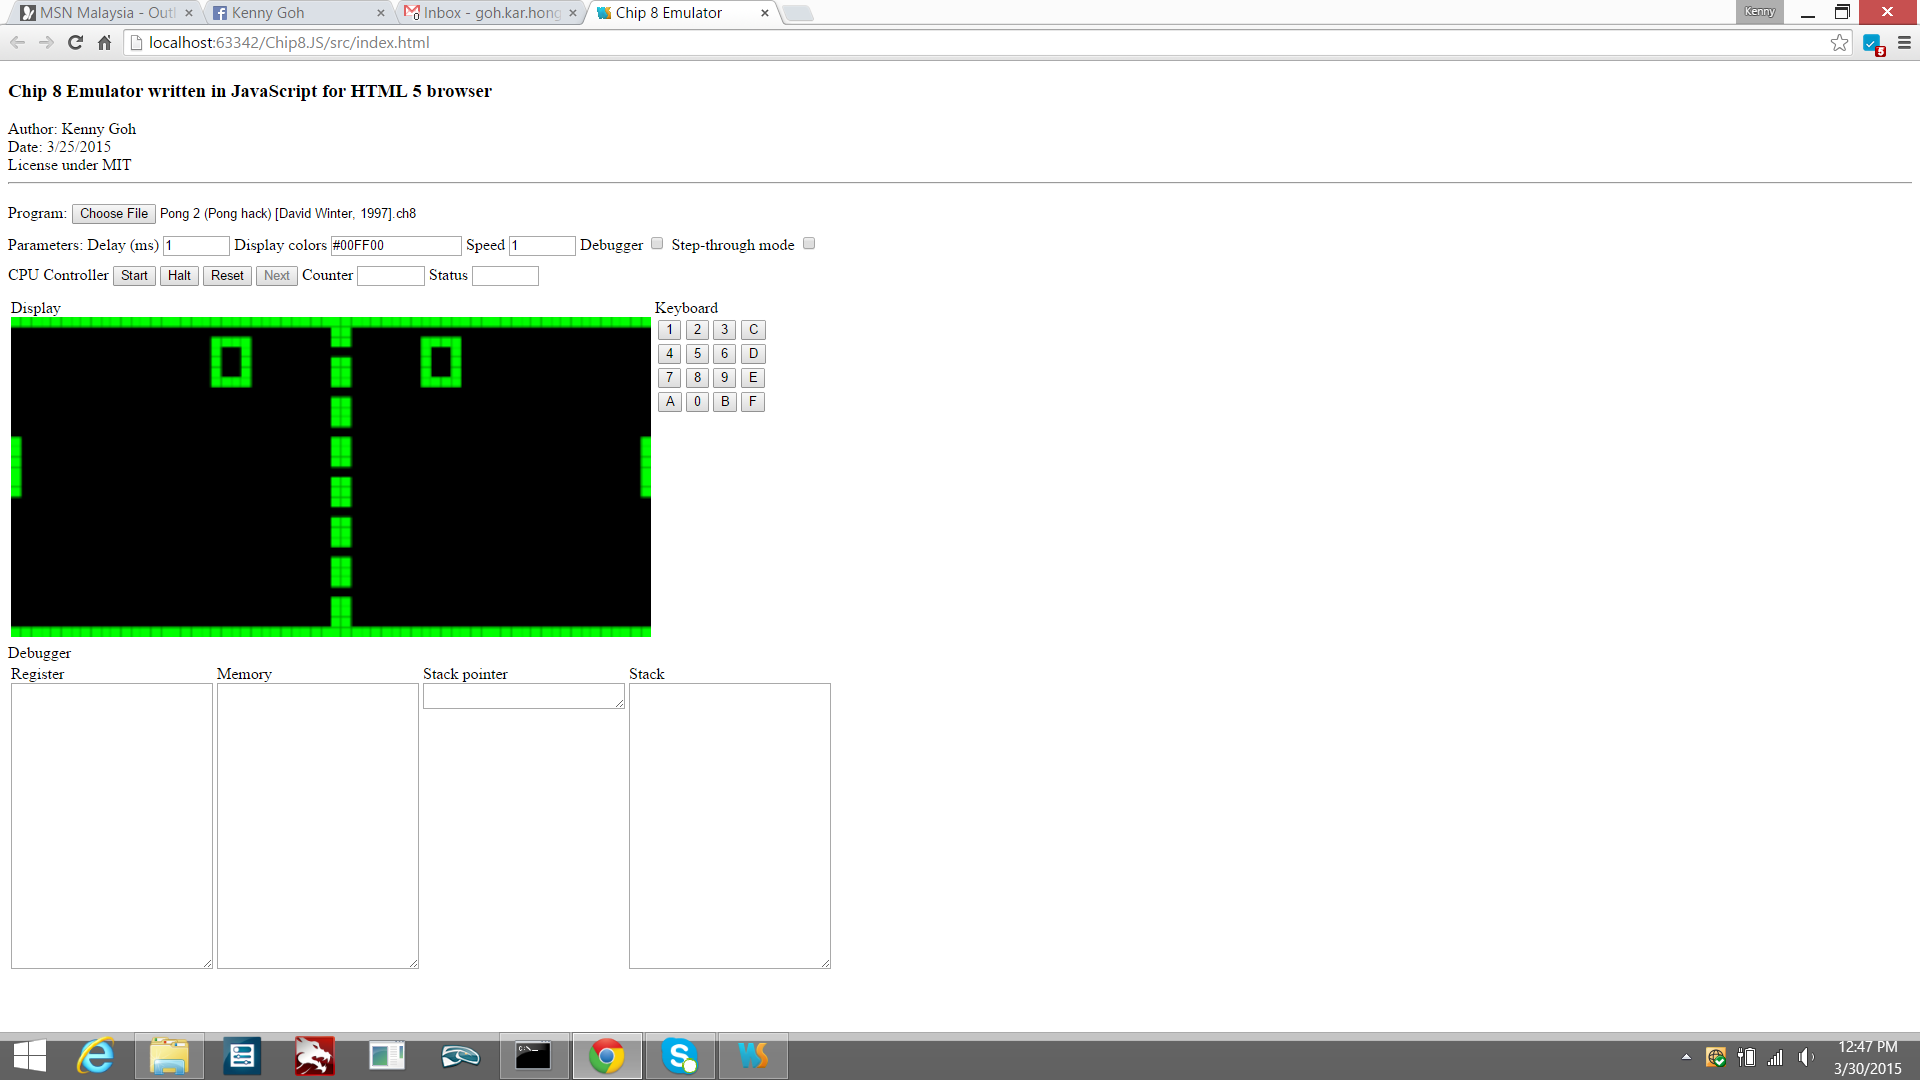 MSN Malaysia - Outl
Kenny Goh
Inbox - goh.kar.hong
Chip 8 Emulator
Kenny
localhost:63342/Chip8.JS/src/index.html
Chip 8 Emulator written in JavaScript for HTML 5 browser
Author: Kenny Goh
Date: 3/25/2015
License under MIT
Program: Choose File Pong 2 (Pong hack) [David Winter, 1997].ch8
Parameters: Delay (ms) 1 Display colors #00FF00 Speed 1 Debugger Step-through mode
CPU Controller Start Halt Reset Next Counter Status
Display
0 0
Keyboard
1 2 3 C
4 5 6 D
7 8 9 E
A 0 B F
Debugger
Register Memory Stack pointer Stack
12:47 PM
3/30/2015